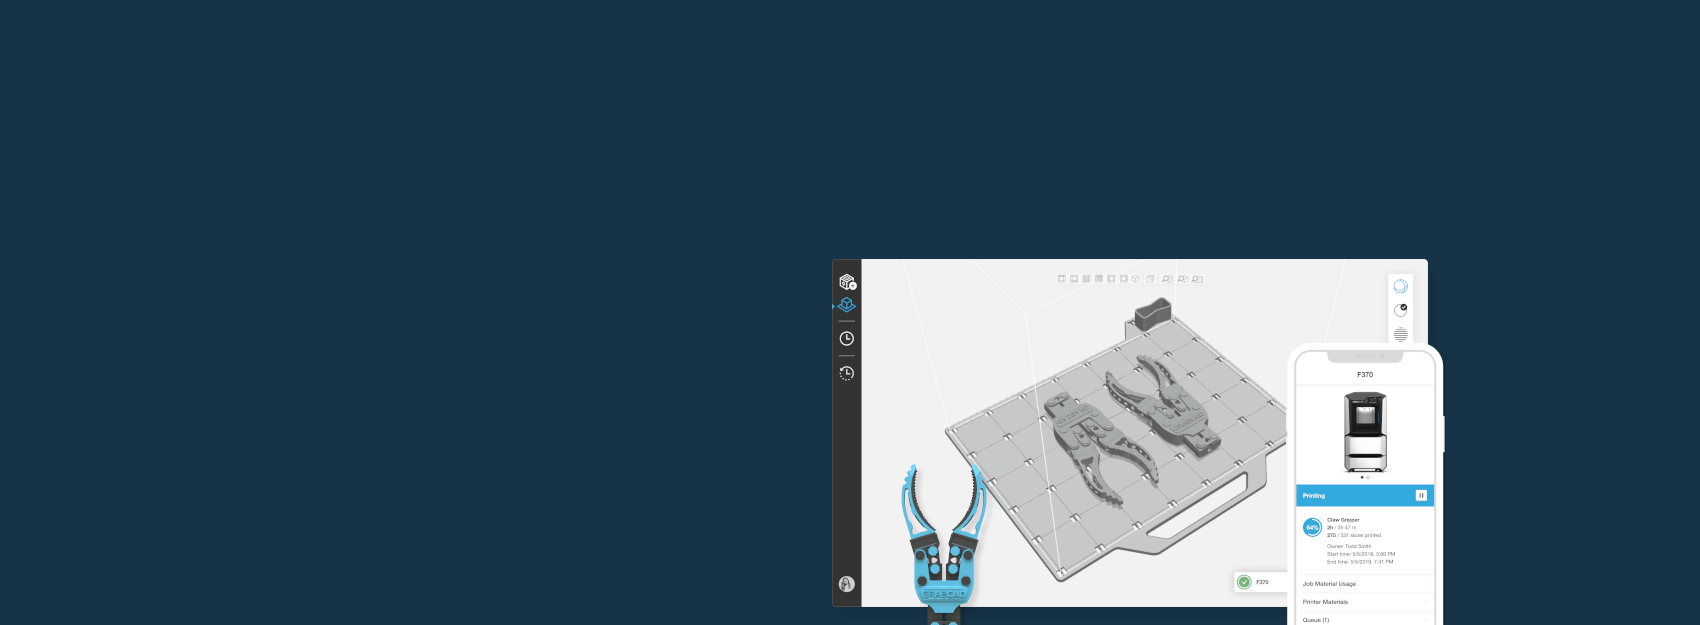 F370
Printing
64%
Claw Gripper
2h / 3h 47 m
275 / 331 slices printed
Owner: Todd Smith
Start time: 5/5/2019, 3:00 PM
End time: 5/5/2019, 7:41 PM
Job Material Usage
Printer Materials
Queue (1)
F370
GRABCAD